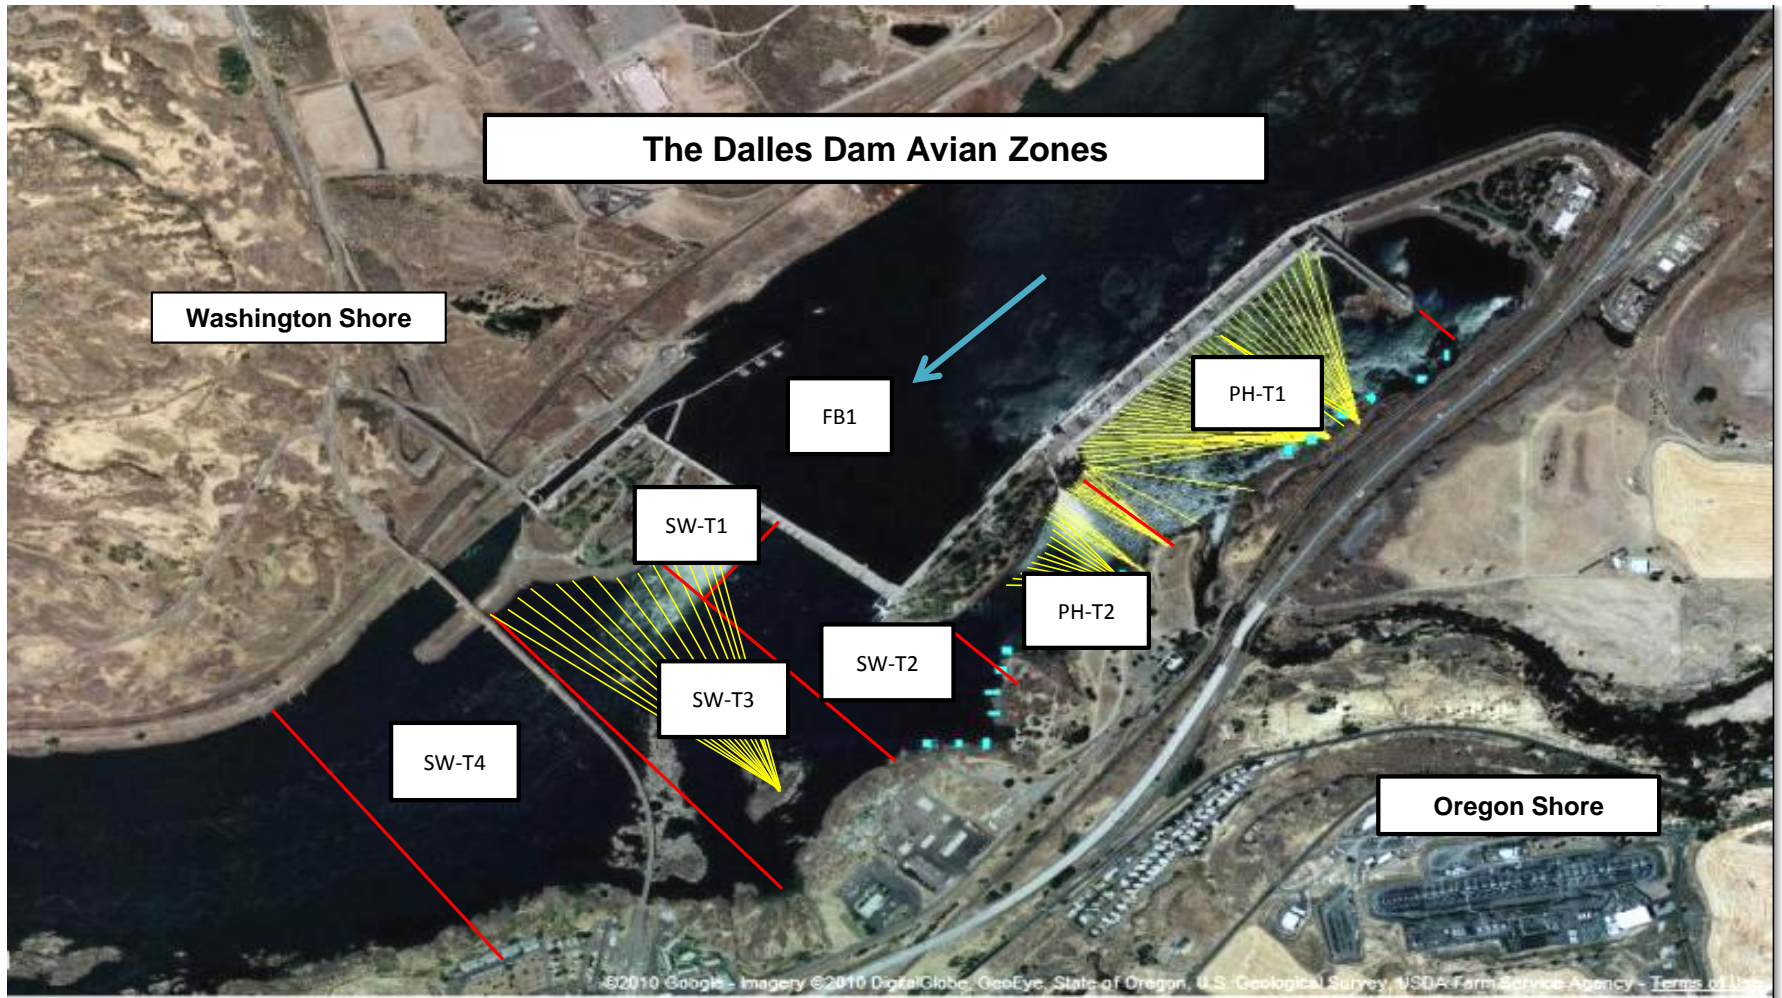 The Dalles Dam Avian Zones
Washington Shore
FB1
PH-T1
SW-T1
PH-T2
SW-T2
SW-T3
SW-T4
Oregon Shore
©2010 Google - Imagery ©2010 DigitalGlobe, GeoEye, State of Oregon, U.S. Geological Survey, USDA Farm Service Agency - Terms of Use